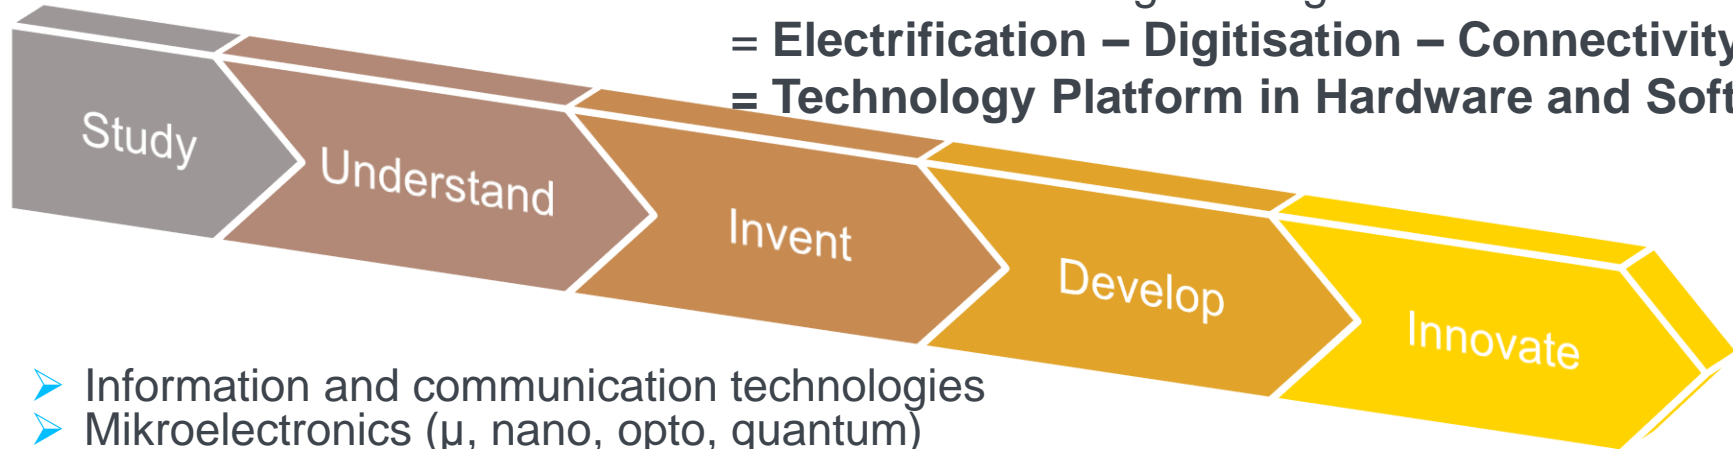 = Electrification – Digitisation – Connectivity
= Technology Platform in Hardware and Soft
Study
Understand
Invent
Develop
Innovate
➤ Information and communication technologies
➤ Mikroelectronics (μ, nano, opto, quantum)